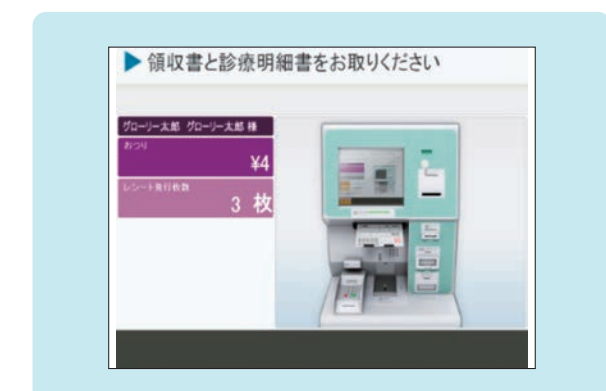 ▶ 領収書と診療明細書をお取りください
グローリー太郎 グローリー太郎 様
おつり
¥4
レシート発行枚数
3 枚